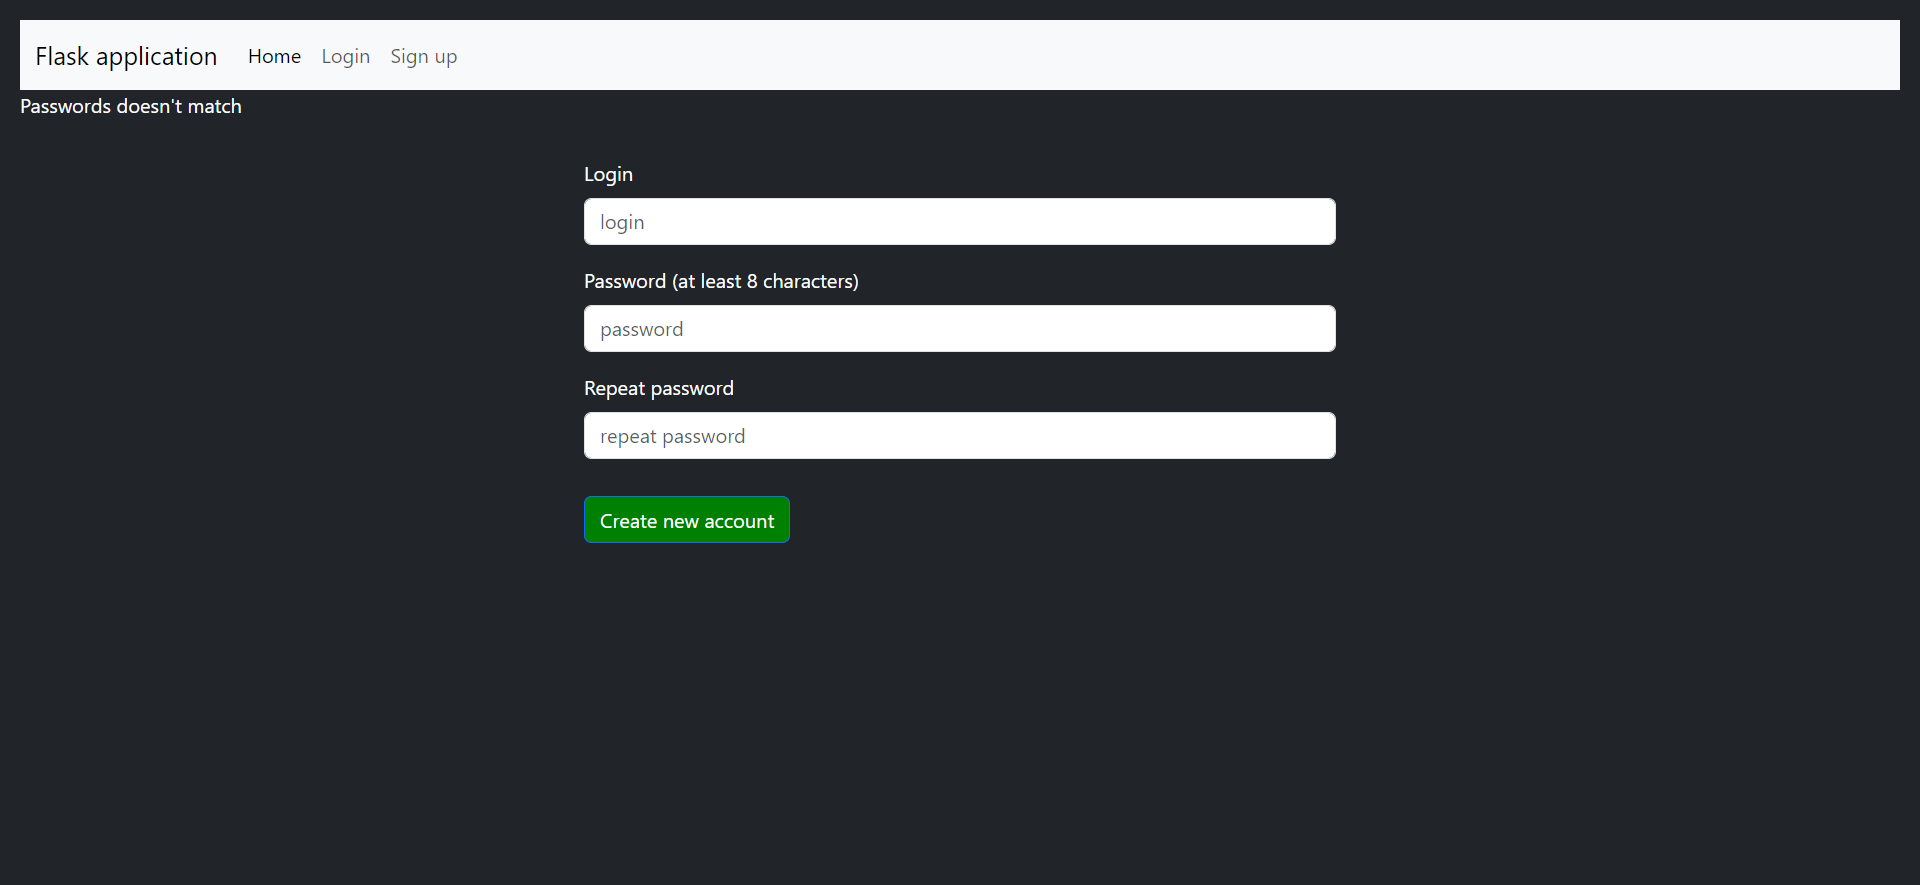 Flask application Home Login Sign up
Passwords doesn't match
Login
login
Password (at least 8 characters)
password
Repeat password
repeat password
Create new account